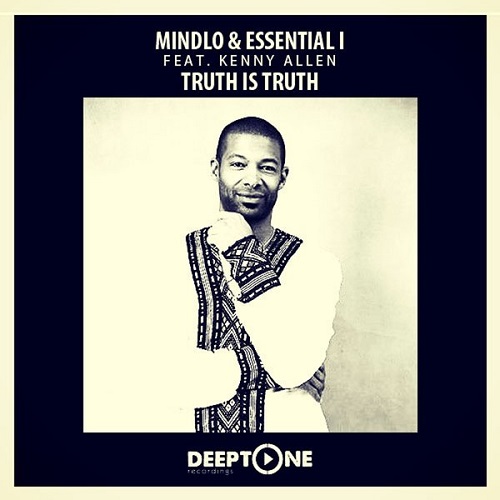 MINDLO & ESSENTIAL I
FEAT. KENNY ALLEN
TRUTH IS TRUTH
DEEPTONE
recordings